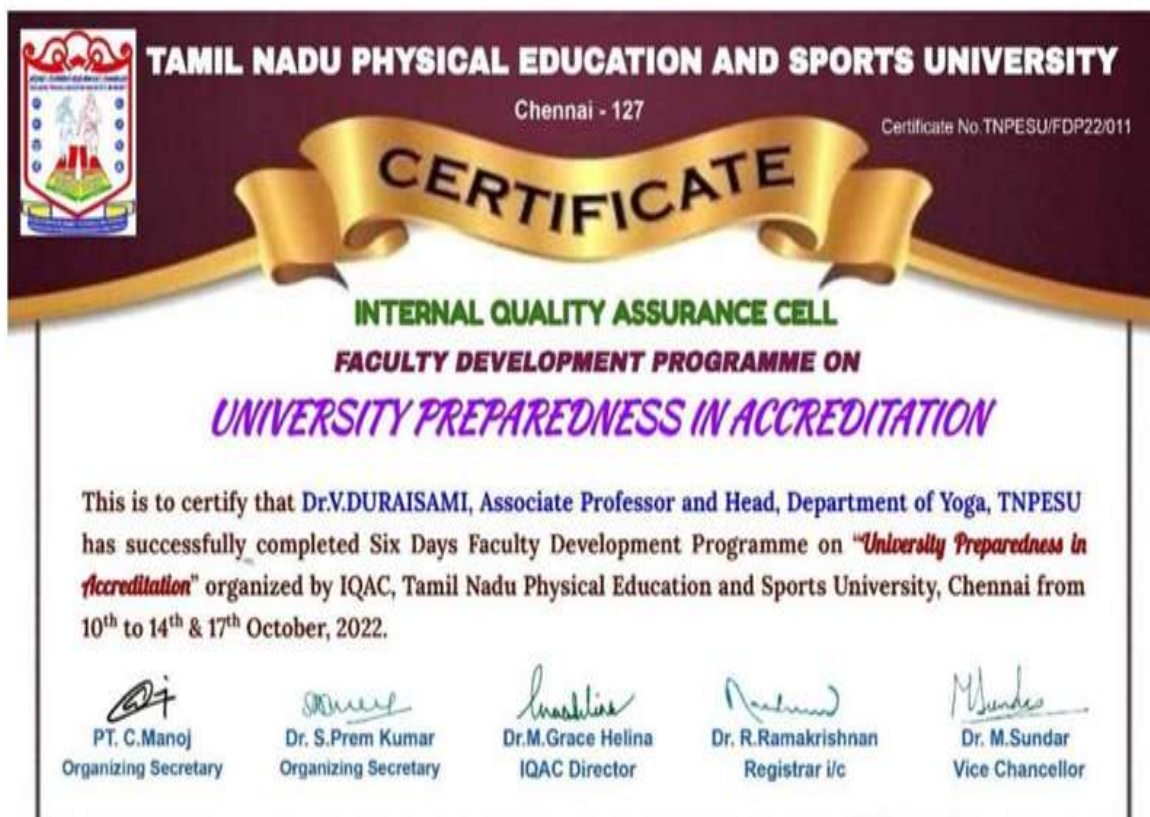 TAMIL NADU PHYSICAL EDUCATION AND SPORTS UNIVERSITY
Chennai - 127
Certificate No.TNPESU/FDP22/011
CERTIFICATE
INTERNAL QUALITY ASSURANCE CELL
FACULTY DEVELOPMENT PROGRAMME ON
UNIVERSITY PREPAREDNESS IN ACCREDITATION
This is to certify that Dr.V.DURAISAMI, Associate Professor and Head, Department of Yoga, TNPESU
has successfully completed Six Days Faculty Development Programme on "University Preparedness in
Accreditation" organized by IQAC, Tamil Nadu Physical Education and Sports University, Chennai from
10th to 14th & 17th October, 2022.
PT. C.Manoj
Organizing Secretary
Dr. S.Prem Kumar
Organizing Secretary
Dr.M.Grace Helina
IQAC Director
Dr. R.Ramakrishnan
Registrar i/c
M Sundar
Dr. M.Sundar
Vice Chancellor